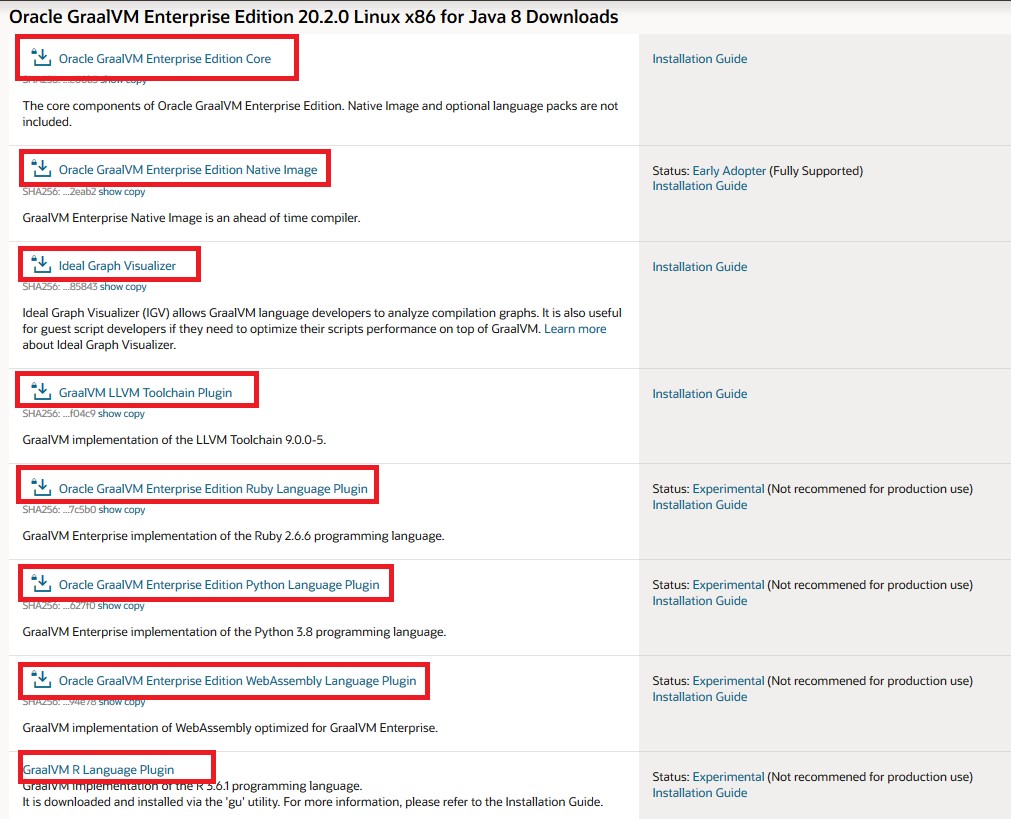 Oracle GraalVM Enterprise Edition 20.2.0 Linux x86 for Java 8 Downloads
Oracle GraalVM Enterprise Edition Core
Installation Guide
show copy
The core components of Oracle GraalVM Enterprise Edition. Native Image and optional language packs are not
included.
Oracle GraalVM Enterprise Edition Native Image
Status: Early Adopter (Fully Supported)
Installation Guide
SHA256: ...2eab2 show copy
GraalVM Enterprise Native Image is an ahead of time compiler.
Ideal Graph Visualizer
Installation Guide
SHA256: ...85843 show copy
Ideal Graph Visualizer (IGV) allows GraalVM language developers to analyze compilation graphs. It is also useful
for guest script developers if they need to optimize their scripts performance on top of GraalVM. Learn more
about Ideal Graph Visualizer.
GraalVM LLVM Toolchain Plugin
Installation Guide
SHA256: ...f04c9 show copy
GraalVM implementation of the LLVM Toolchain 9.0.0-5.
Oracle GraalVM Enterprise Edition Ruby Language Plugin
Status: Experimental (Not recommened for production use)
Installation Guide
SHA256: ...7c5b0 show copy
GraalVM Enterprise implementation of the Ruby 2.6.6 programming language.
Oracle GraalVM Enterprise Edition Python Language Plugin
Status: Experimental (Not recommened for production use)
Installation Guide
SHA256: ...627f0 show copy
GraalVM Enterprise implementation of the Python 3.8 programming language.
Oracle GraalVM Enterprise Edition WebAssembly Language Plugin
Status: Experimental (Not recommened for production use)
Installation Guide
SHA256: ...94e78 show copy
GraalVM implementation of WebAssembly optimized for GraalVM Enterprise.
GraalVM R Language Plugin
Status: Experimental (Not recommened for production use)
Installation Guide
GraalVM implementation of the R 3.6.1 programming language.
It is downloaded and installed via the 'gu' utility. For more information, please refer to the Installation Guide.